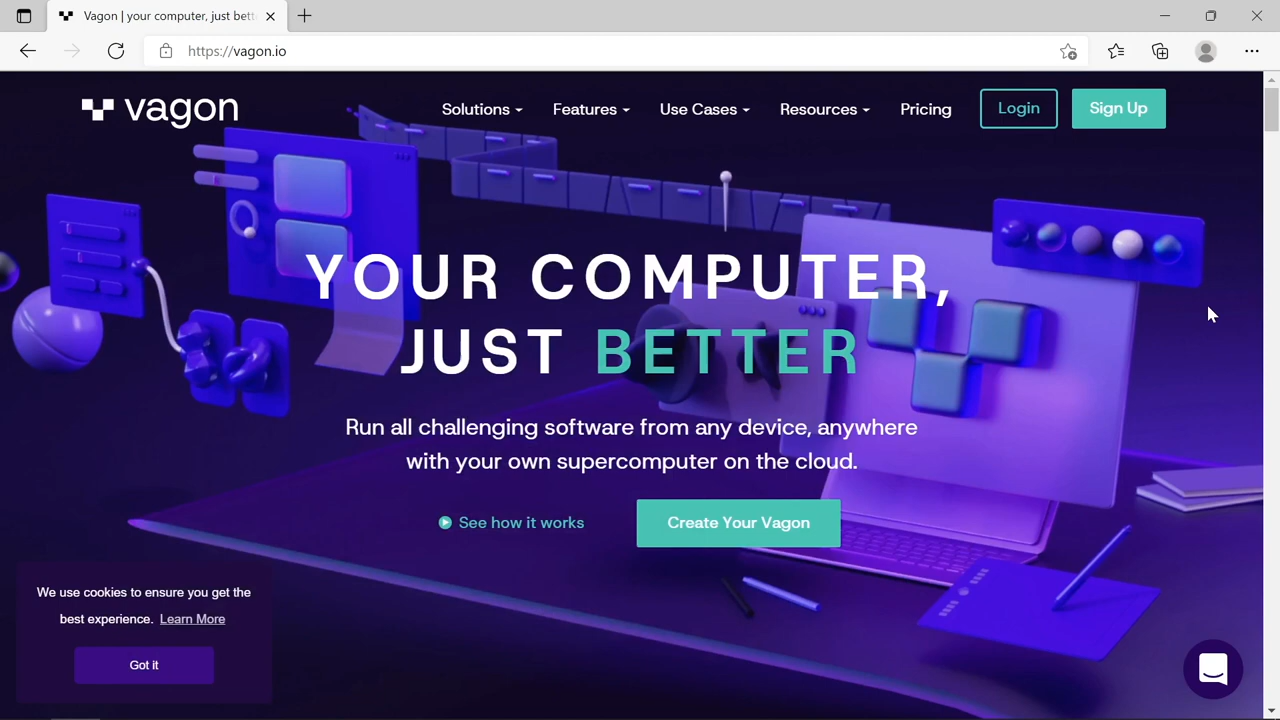 Vagon | your computer, just bett
https://vagon.io
vagon
Solutions
Features
Use Cases
Resources
Pricing
Login
Sign Up
YOUR COMPUTER,
JUST BETTER
Run all challenging software from any device, anywhere
with your own supercomputer on the cloud.
See how it works
Create Your Vagon
We use cookies to ensure you get the
best experience. Learn More
Got it